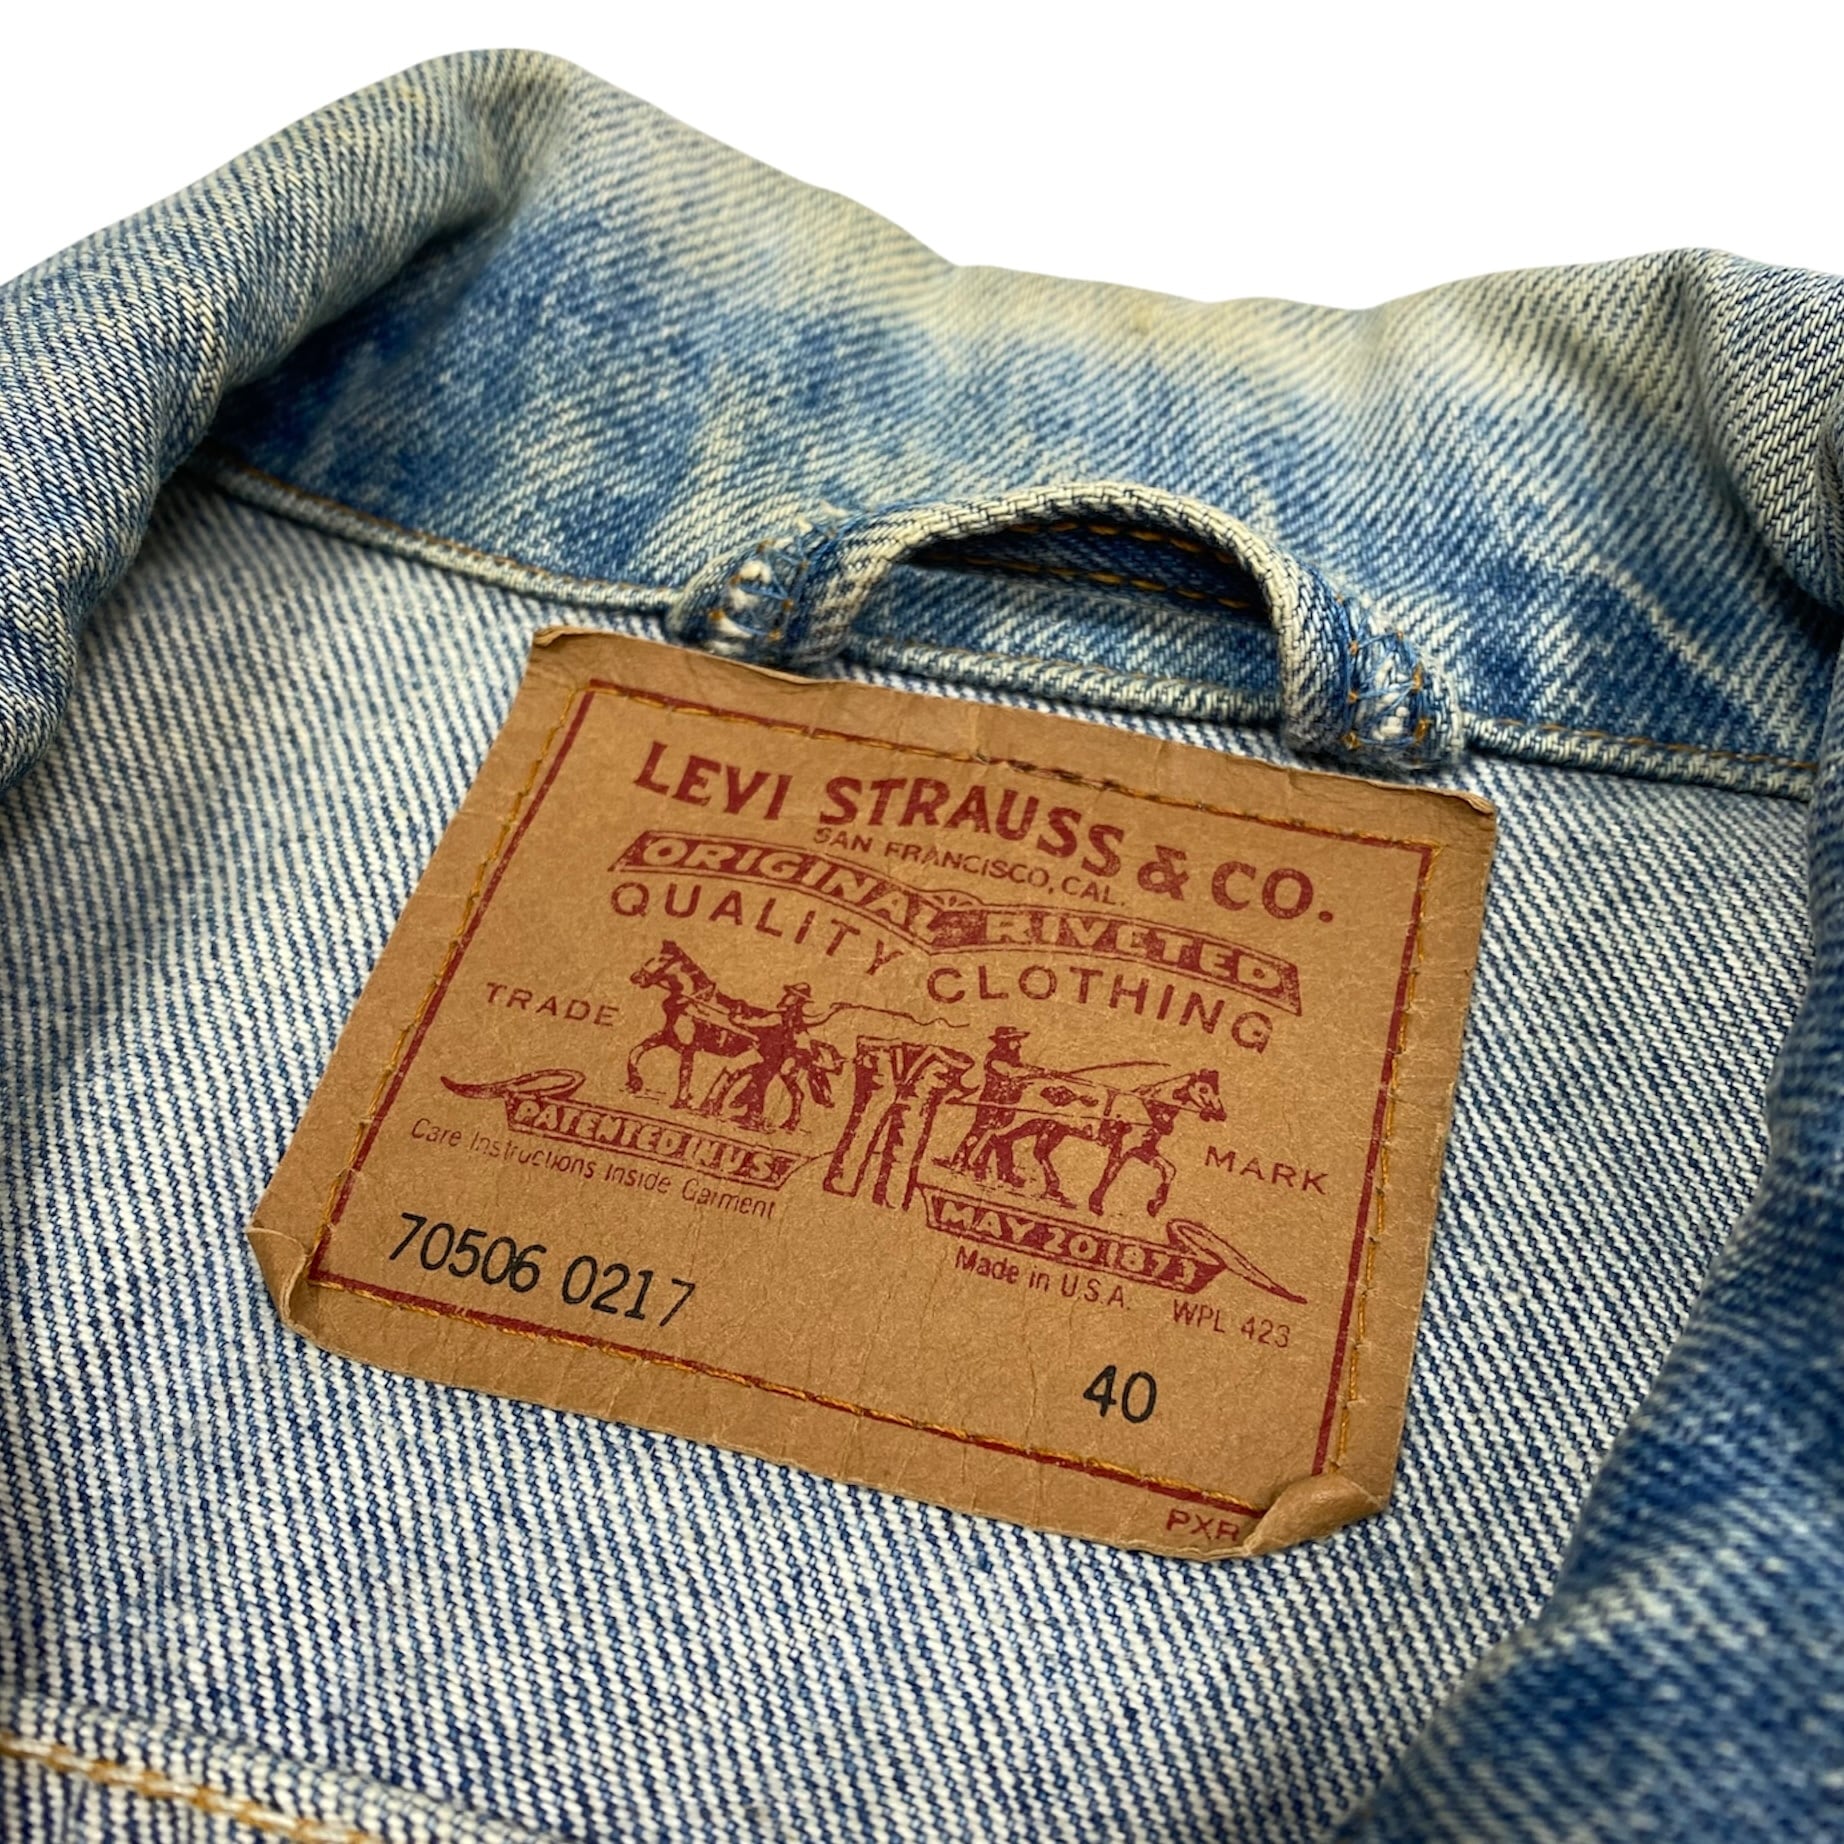 LEVI STRAUSS & CO.
SAN FRANCISCO, CAL.
ORIGINAL RIVETED
QUALITY CLOTHING
TRADE MARK
PATENTED IN U.S.
MAY 20 1873
Care Instructions Inside Garment
Made in U.S.A. WPL 423
70506 0217
40
PXR